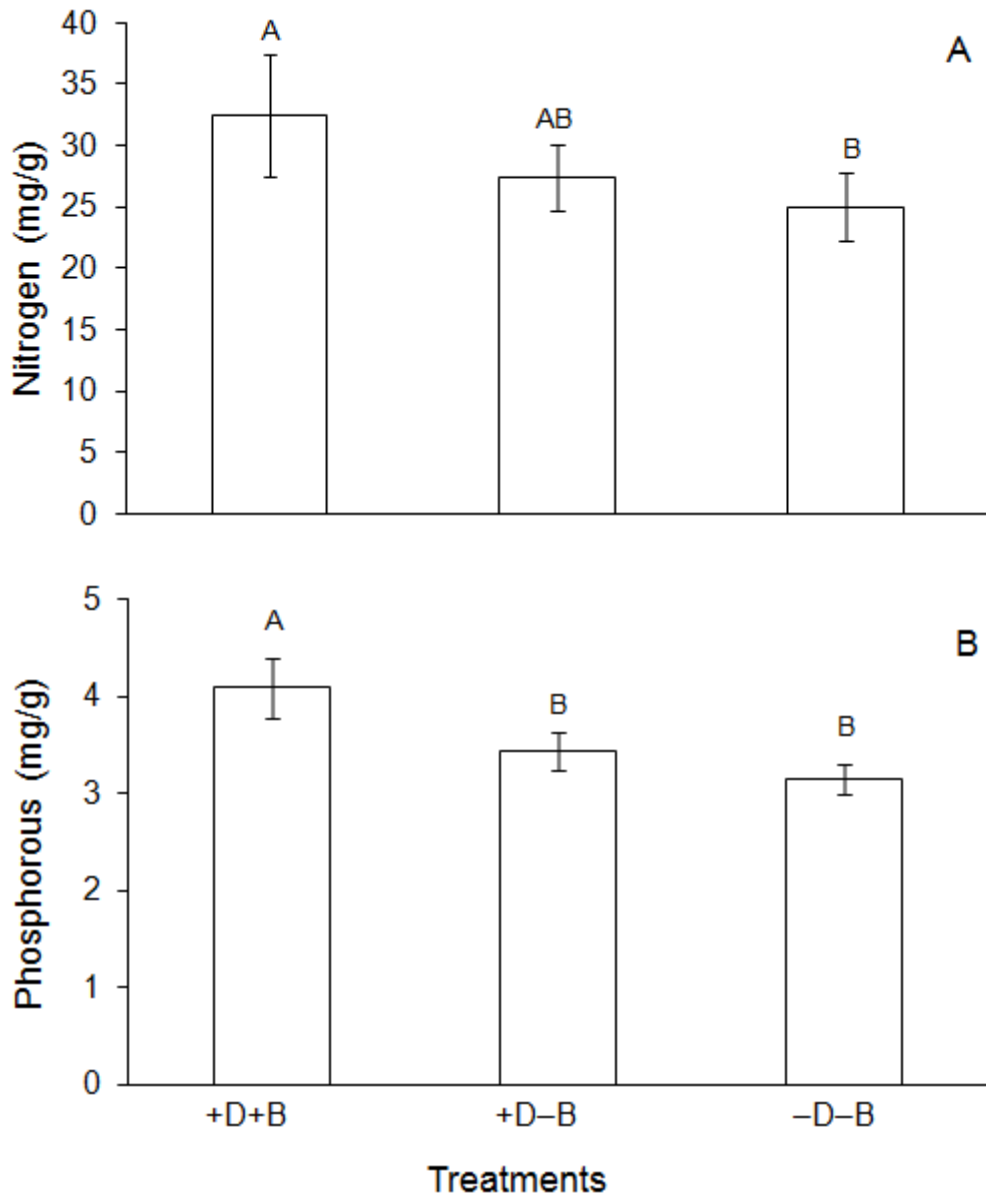 A
Nitrogen (mg/g)
40
35
30
25
20
15
10
5
0
A
AB
B
B
Phosphorous (mg/g)
5
4
3
2
1
0
A
B
B
+D+B
+D–B
–D–B
Treatments